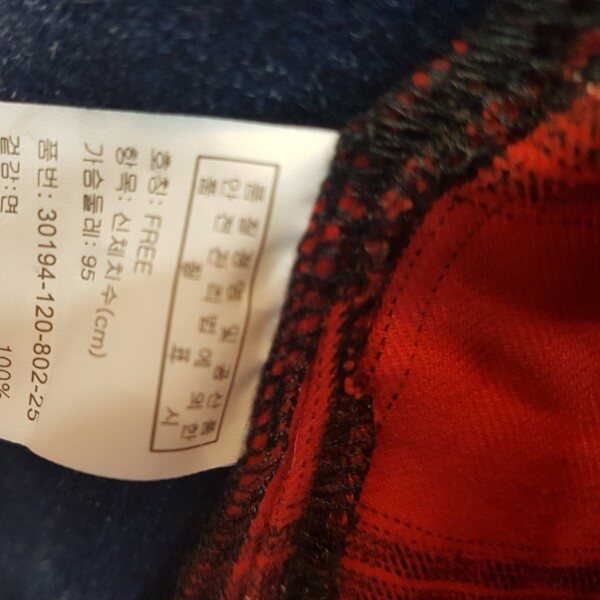 품질경영및공산품
안전관리법에의한
품질표시
호칭: FREE
항목: 신체치수(cm)
가슴둘레: 95
품번: 30194-120-802-25
겉감:면
100%